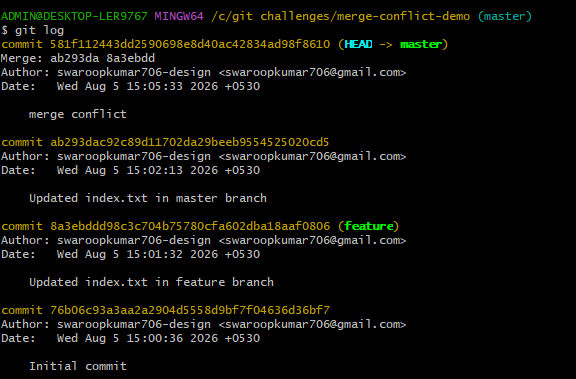 ADMIN@DESKTOP-LER9767 MINGW64 /c/git challenges/merge-conflict-demo (master)
$ git log
commit 581f112443dd2590698e8d40ac42834ad98f8610 (HEAD -> master)
Merge: ab293da 8a3ebdd
Author: swaroopkumar706-design <swaroopkumar706@gmail.com>
Date:   Wed Aug 5 15:05:33 2026 +0530

    merge conflict

commit ab293dac92c89d11702da29beeb9554525020cd5
Author: swaroopkumar706-design <swaroopkumar706@gmail.com>
Date:   Wed Aug 5 15:02:13 2026 +0530

    Updated index.txt in master branch

commit 8a3ebddd98c3c704b75780cfa602dba18aaf0806 (feature)
Author: swaroopkumar706-design <swaroopkumar706@gmail.com>
Date:   Wed Aug 5 15:01:32 2026 +0530

    Updated index.txt in feature branch

commit 76b06c93a3aa2a2904d5558d9bf7f04636d36bf7
Author: swaroopkumar706-design <swaroopkumar706@gmail.com>
Date:   Wed Aug 5 15:00:36 2026 +0530

    Initial commit